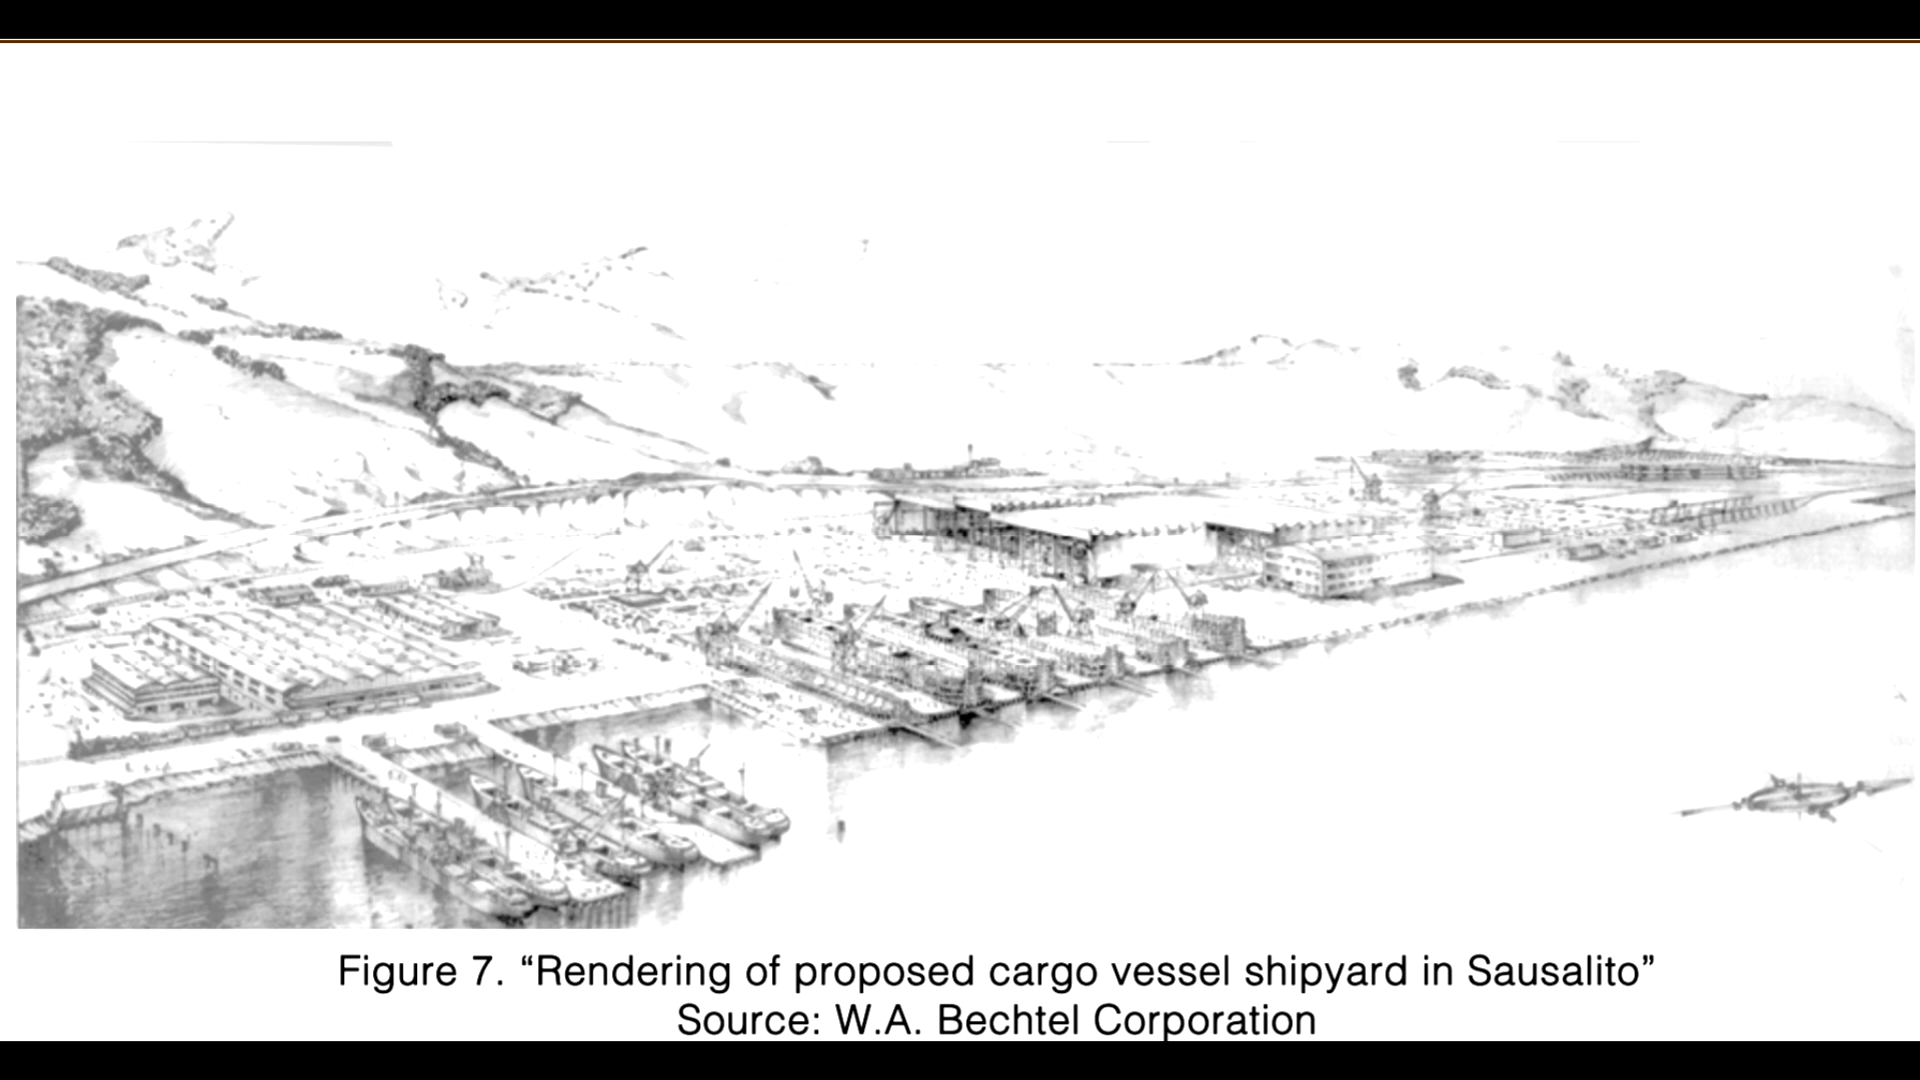 Figure 7. “Rendering of proposed cargo vessel shipyard in Sausalito”
Source: W.A. Bechtel Corporation